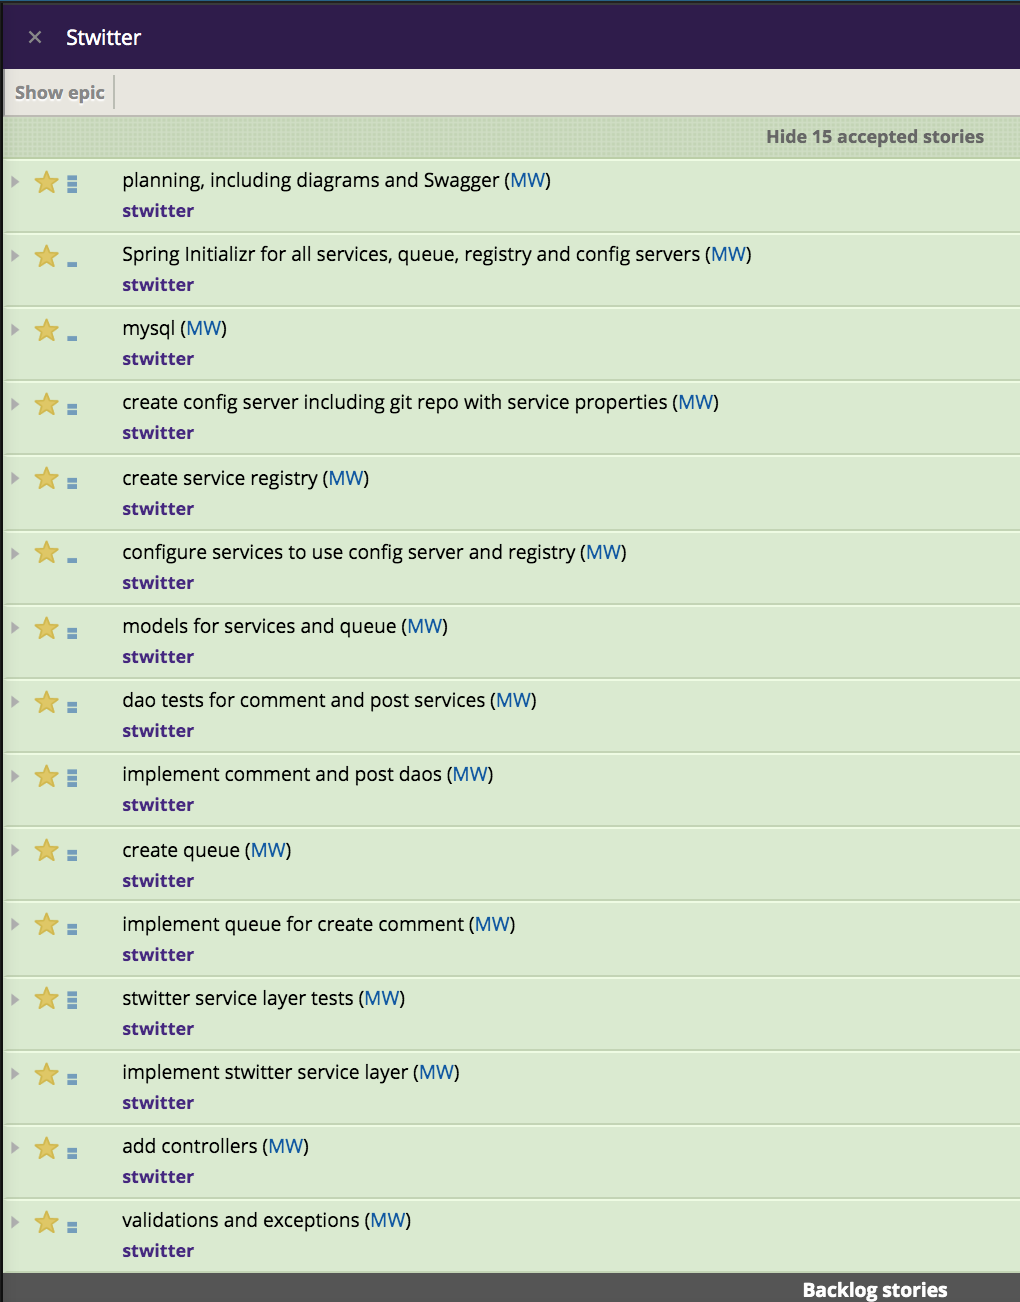 Stwitter
Show epic
Hide 15 accepted stories
planning, including diagrams and Swagger (MW)
stwitter
Spring Initializr for all services, queue, registry and config servers (MW)
stwitter
mysql (MW)
stwitter
create config server including git repo with service properties (MW)
stwitter
create service registry (MW)
stwitter
configure services to use config server and registry (MW)
stwitter
models for services and queue (MW)
stwitter
dao tests for comment and post services (MW)
stwitter
implement comment and post daos (MW)
stwitter
create queue (MW)
stwitter
implement queue for create comment (MW)
stwitter
stwitter service layer tests (MW)
stwitter
implement stwitter service layer (MW)
stwitter
add controllers (MW)
stwitter
validations and exceptions (MW)
stwitter
Backlog stories